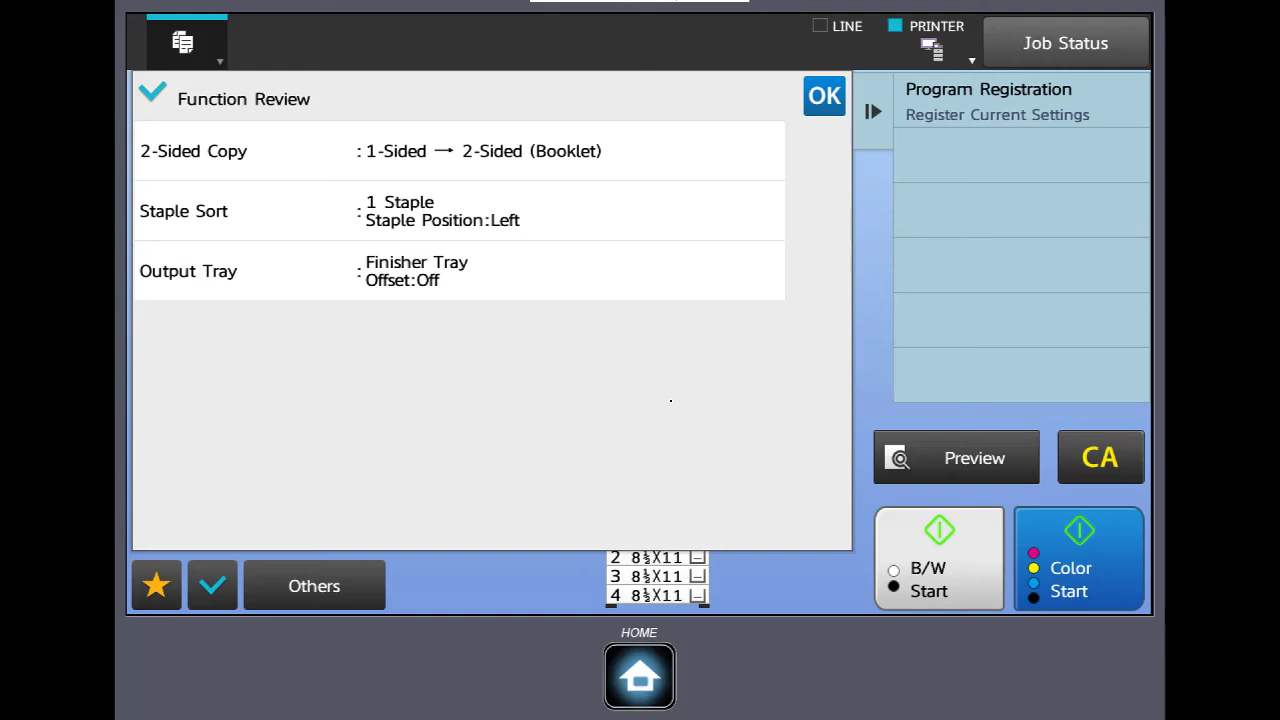 LINE
PRINTER
Job Status
Function Review
OK
Program Registration
Register Current Settings
2-Sided Copy : 1-Sided → 2-Sided (Booklet)
Staple Sort : 1 Staple
Staple Position:Left
Output Tray : Finisher Tray
Offset:Off
Preview
CA
2 8½X11
3 8½X11
4 8½X11
Others
B/W
Start
Color
Start
HOME